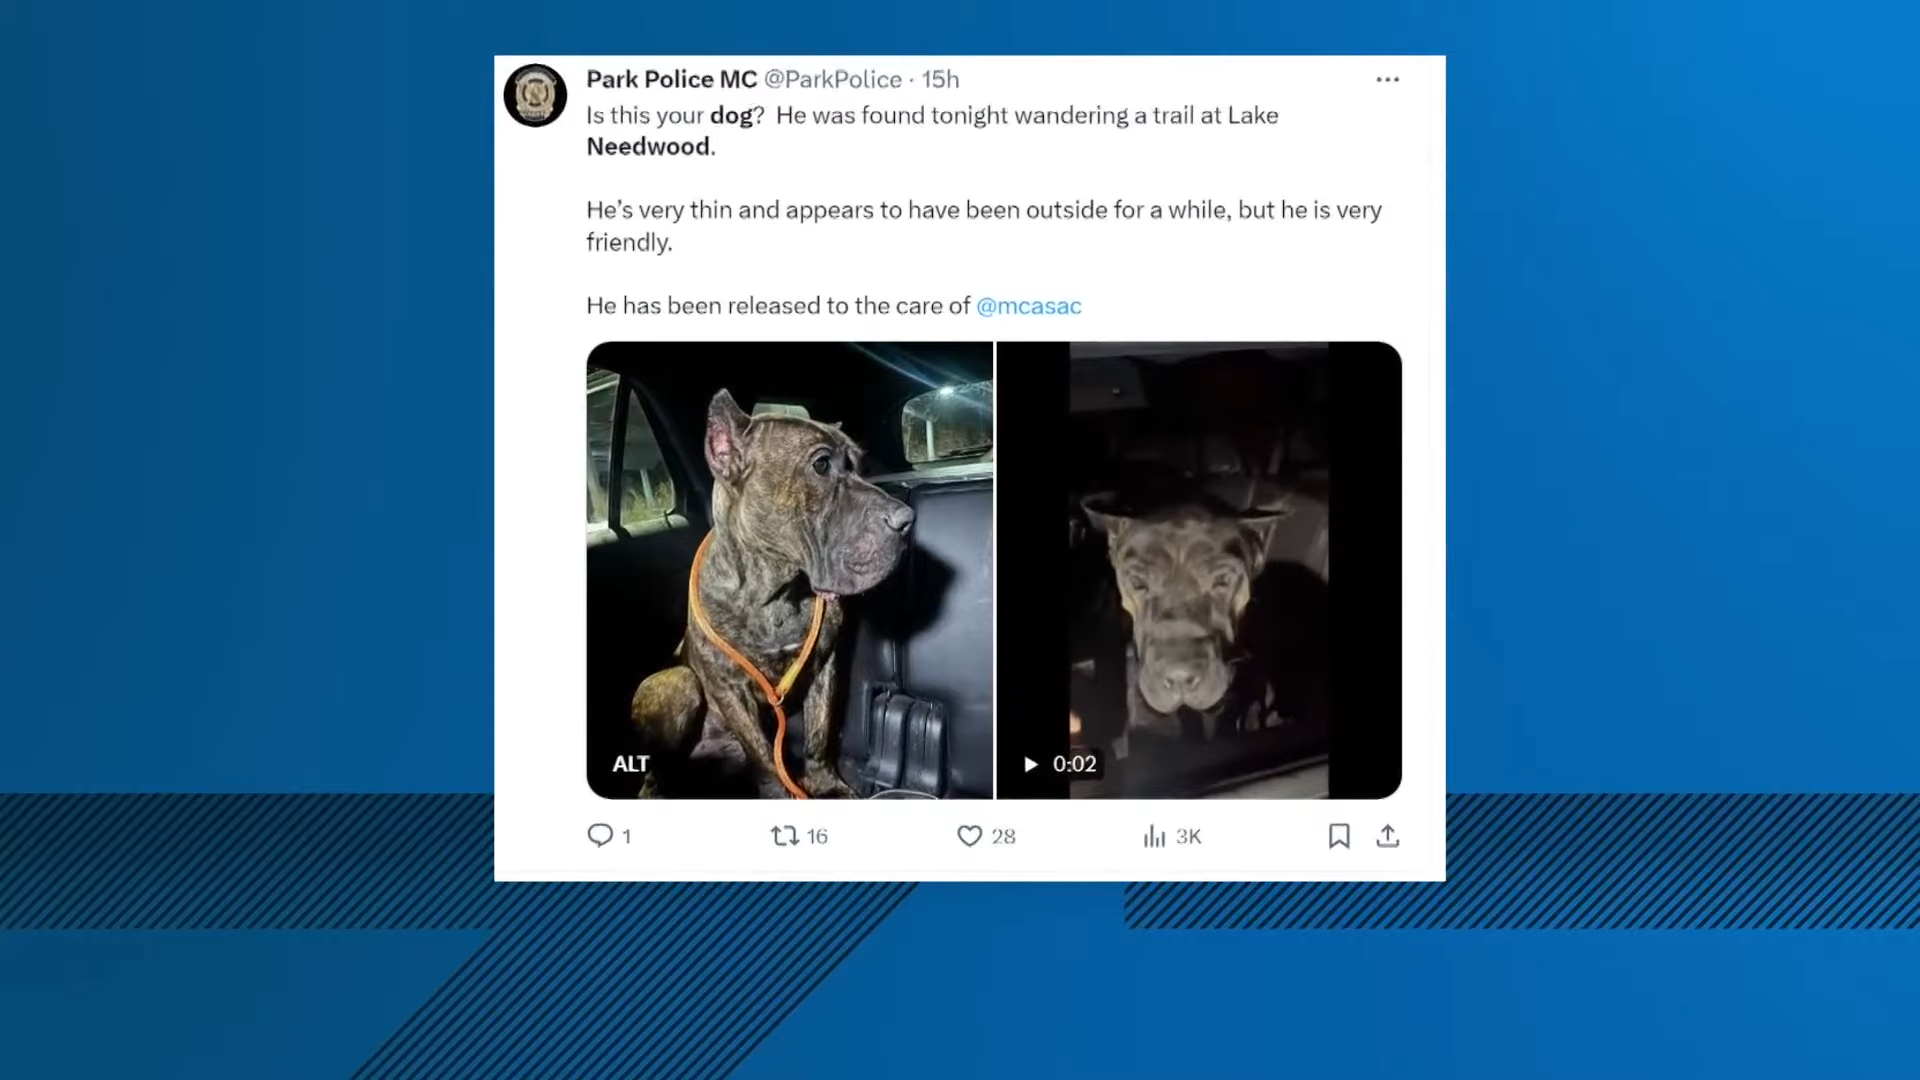 Park Police MC @ParkPolice · 15h
Is this your dog? He was found tonight wandering a trail at Lake
Needwood.
He's very thin and appears to have been outside for a while, but he is very
friendly.
He has been released to the care of @mcasac
ALT
0:02
1 16 28 3K